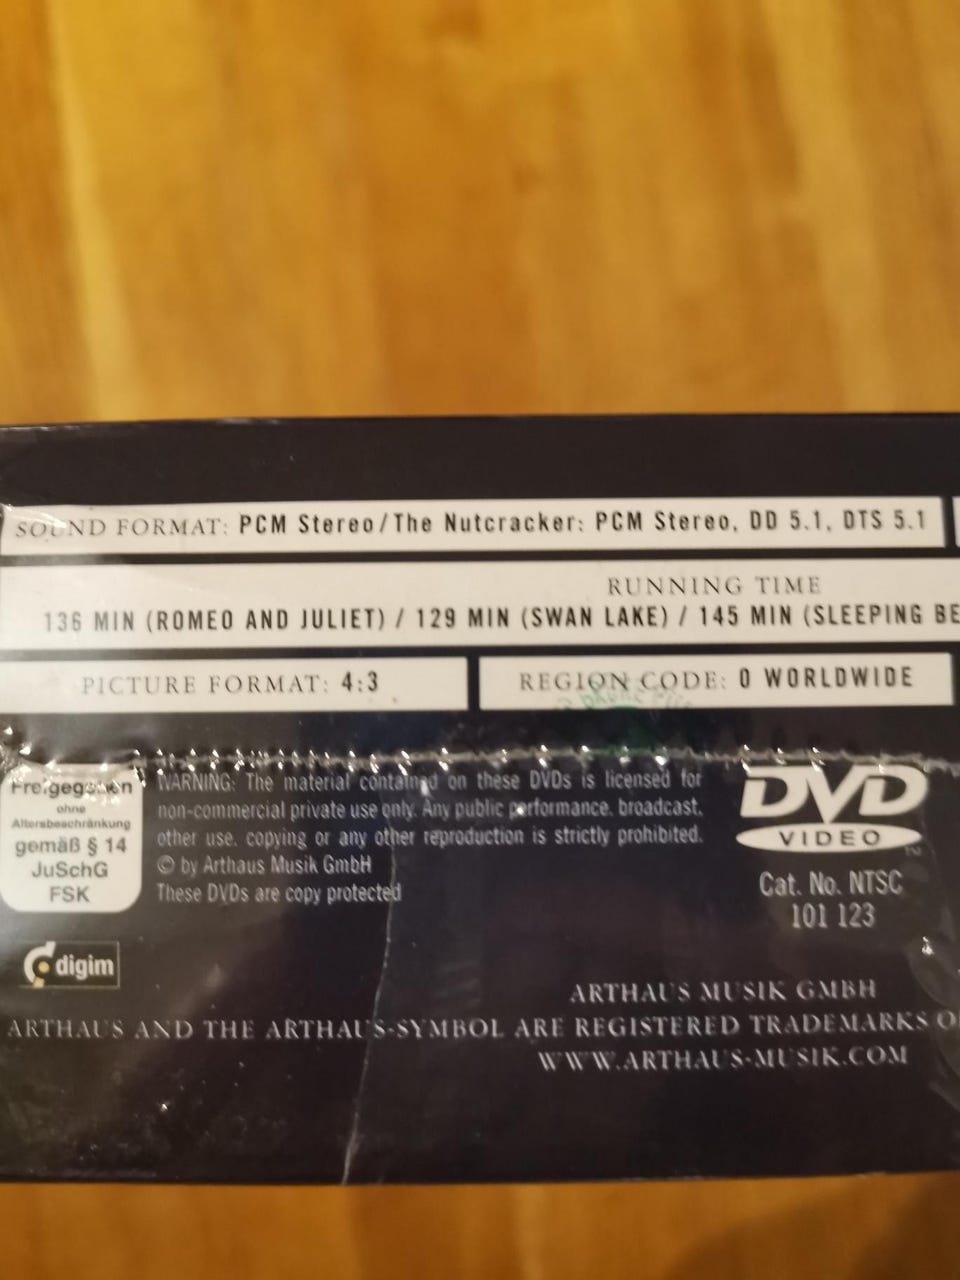 SOUND FORMAT: PCM Stereo/The Nutcracker: PCM Stereo, DD 5.1, DTS 5.1
RUNNING TIME
136 MIN (ROMEO AND JULIET) / 129 MIN (SWAN LAKE) / 145 MIN (SLEEPING BE
PICTURE FORMAT: 4:3
REGION CODE: 0 WORLDWIDE
Freigegeben
ohne
Altersbeschränkung
gemäß § 14
JuSchG
FSK
WARNING: The material contained on these DVDs is licensed for
non-commercial private use only. Any public performance, broadcast,
other use, copying or any other reproduction is strictly prohibited.
© by Arthaus Musik GmbH
These DVDs are copy protected
DVD
VIDEO
TM
Cat. No. NTSC
101 123
digim
ARTHAUS MUSIK GMBH
ARTHAUS AND THE ARTHAUS-SYMBOL ARE REGISTERED TRADEMARKS O
WWW.ARTHAUS-MUSIK.COM